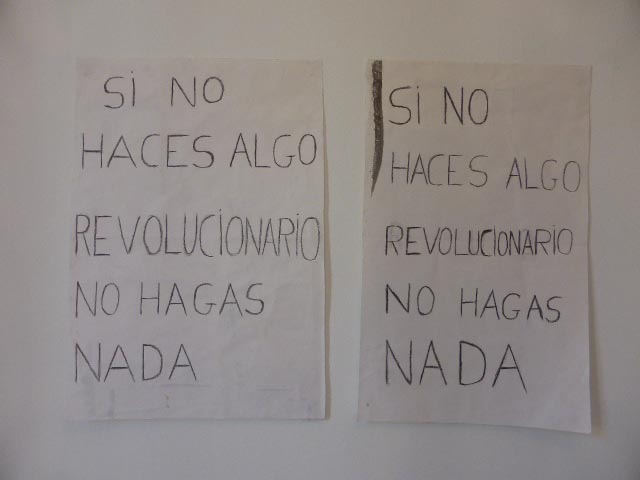 Si NO
HACES ALGO
REVOLUCiONARiO
NO HAGAS
NADA
Si NO
HACES ALGO
REVOLUCiONARiO
NO HAGAS
NADA